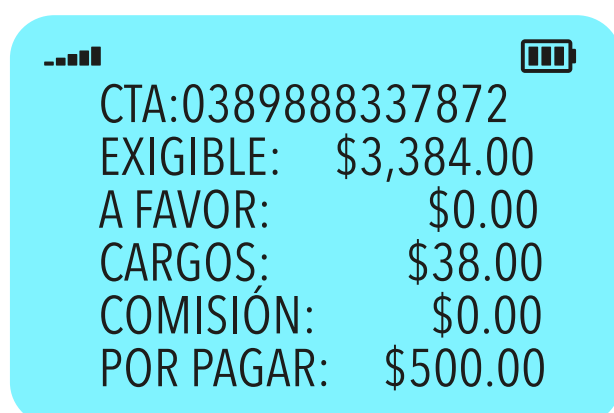 CTA:0389888337872
EXIGIBLE: $3,384.00
A FAVOR: $0.00
CARGOS: $38.00
COMISIÓN: $0.00
POR PAGAR: $500.00